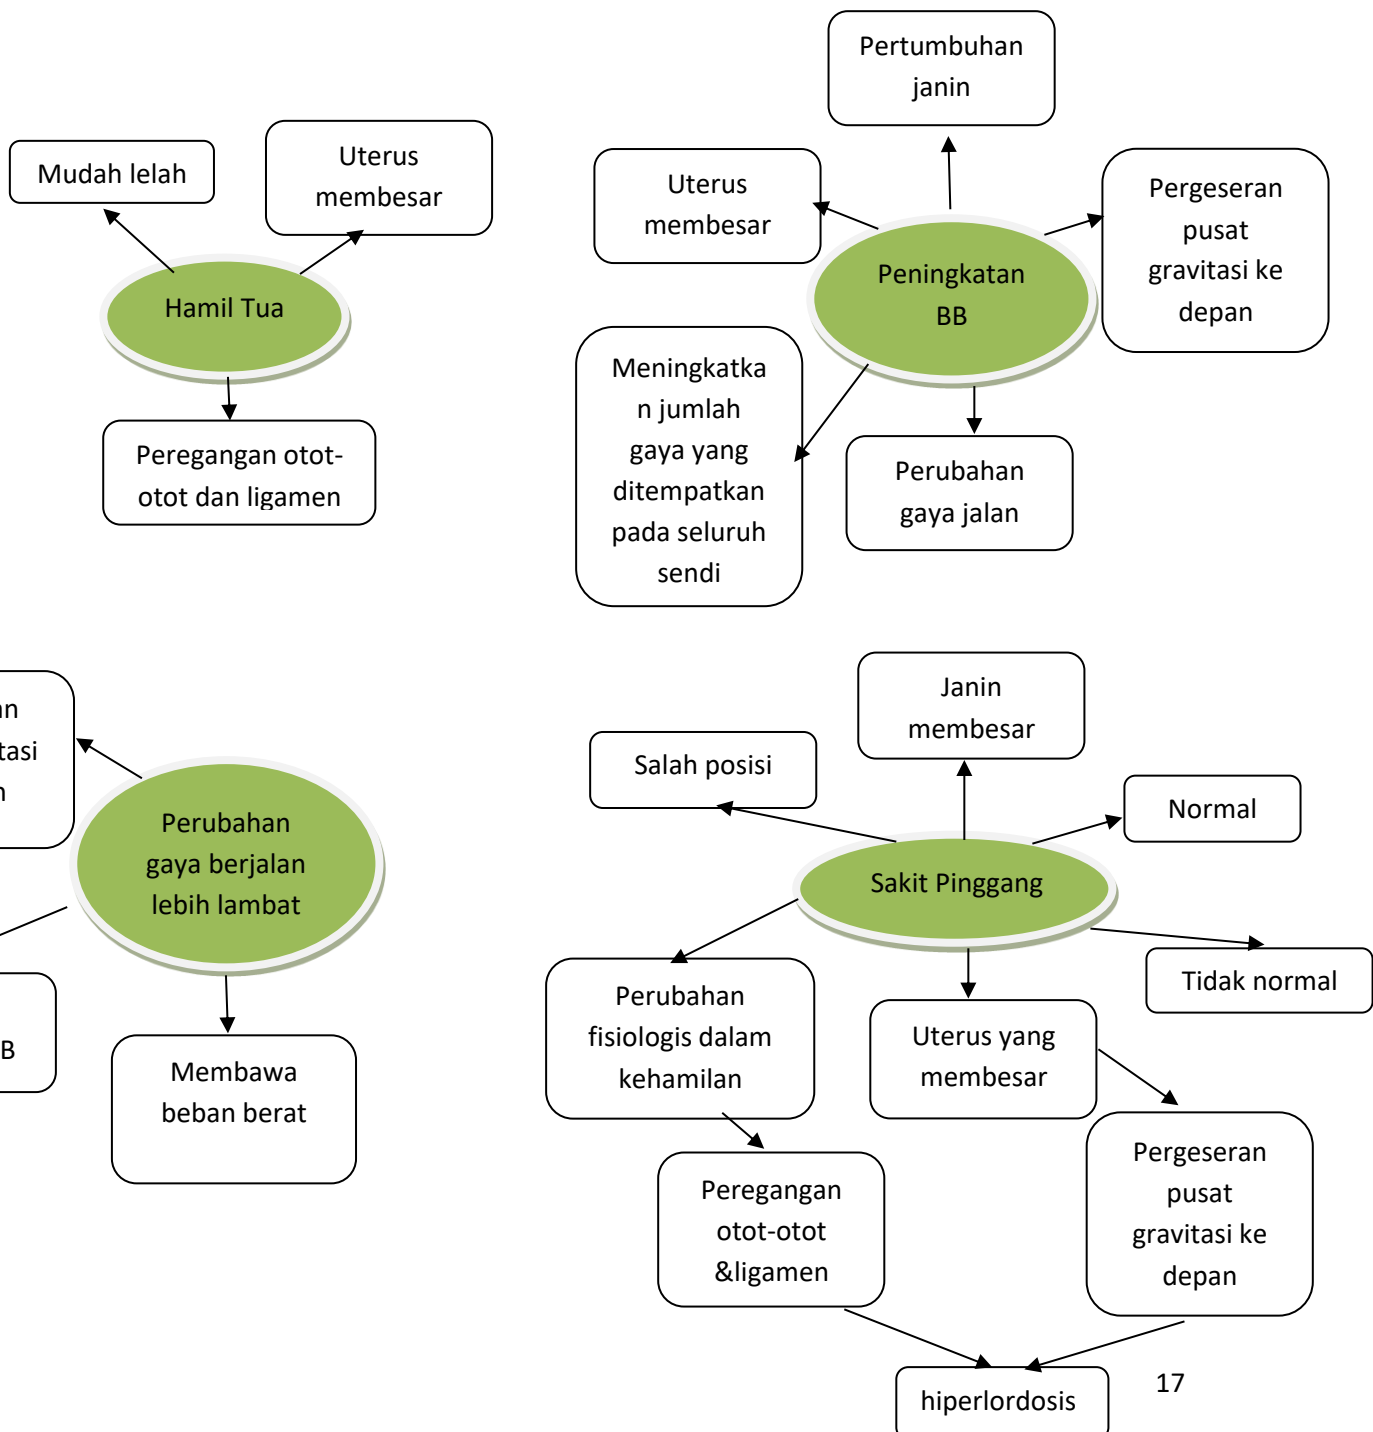 Mudah lelah
Uterus
membesar
Hamil Tua
Peregangan otot-
otot dan ligamen
Pertumbuhan
janin
Uterus
membesar
Pergeseran
pusat
gravitasi ke
depan
Peningkatan
BB
Meningkatka
n jumlah
gaya yang
ditempatkan
pada seluruh
sendi
Perubahan
gaya jalan
an
tasi
n
Perubahan
gaya berjalan
lebih lambat
B
Membawa
beban berat
Janin
membesar
Salah posisi
Normal
Sakit Pinggang
Tidak normal
Perubahan
fisiologis dalam
kehamilan
Uterus yang
membesar
Peregangan
otot-otot
&ligamen
Pergeseran
pusat
gravitasi ke
depan
hiperlordosis
17